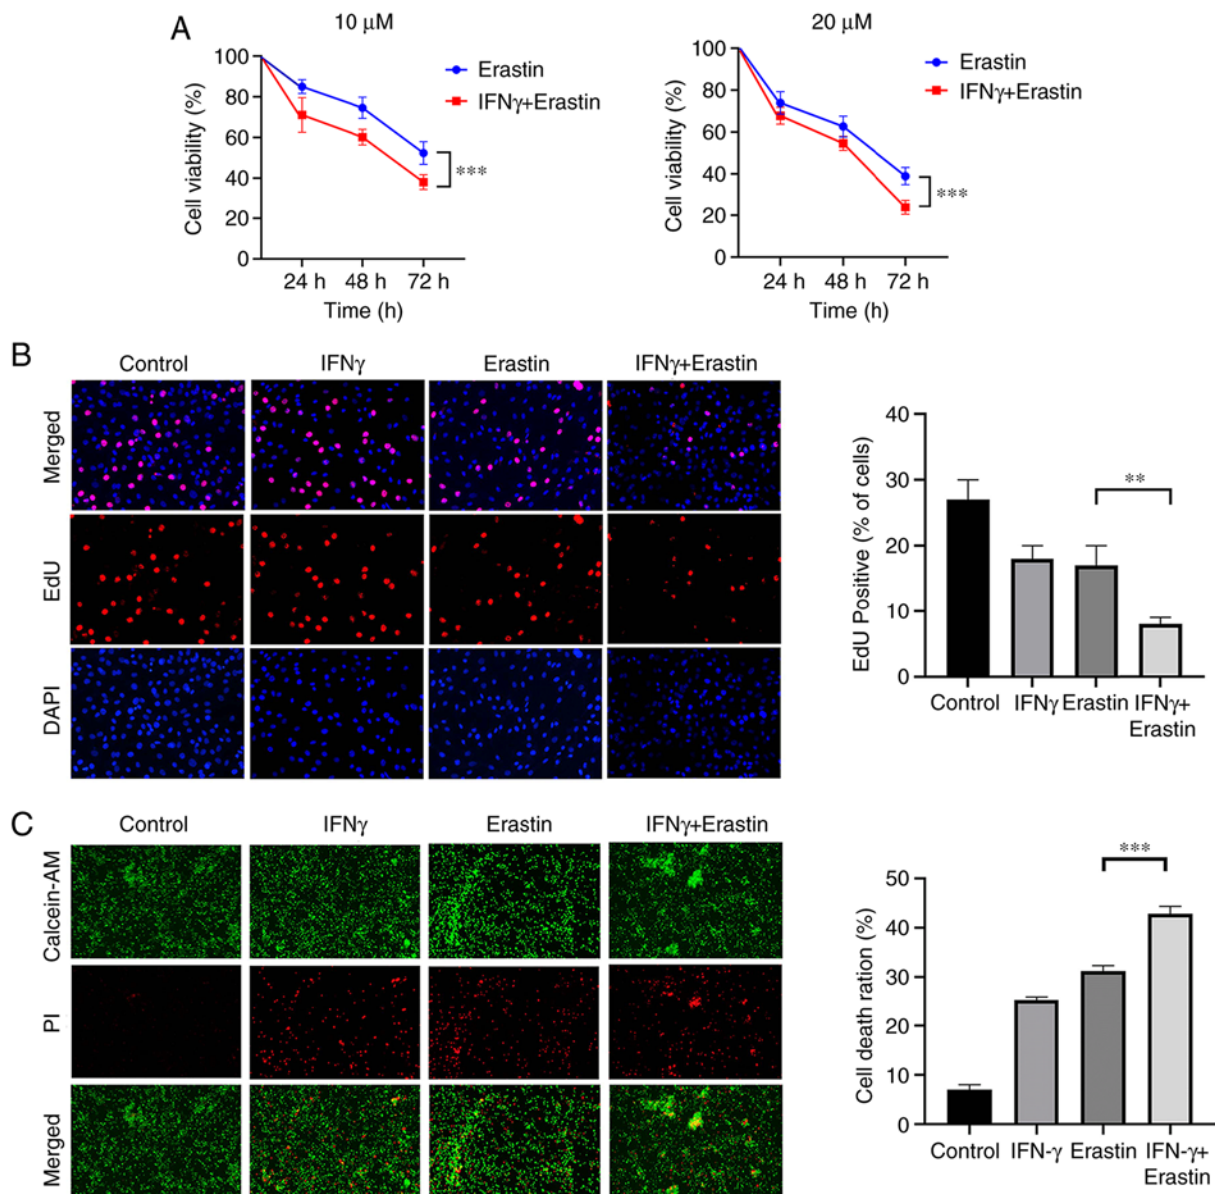 A
10 μM
100
80
60
40
20
0
Cell viability (%)
24 h 48 h 72 h
Time (h)
Erastin
IFNγ+Erastin
***
20 μM
100
80
60
40
20
0
Cell viability (%)
24 h 48 h 72 h
Time (h)
Erastin
IFNγ+Erastin
***
B
Control IFNγ Erastin IFNγ+Erastin
Merged
EdU
DAPI
40
30
20
10
0
EdU Positive (% of cells)
**
Control IFNγ Erastin IFNγ+
Erastin
C
Control IFNγ Erastin IFNγ+Erastin
Calcein-AM
PI
Merged
50
40
30
20
10
0
Cell death ration (%)
***
Control IFN-γ Erastin IFN-γ+
Erastin